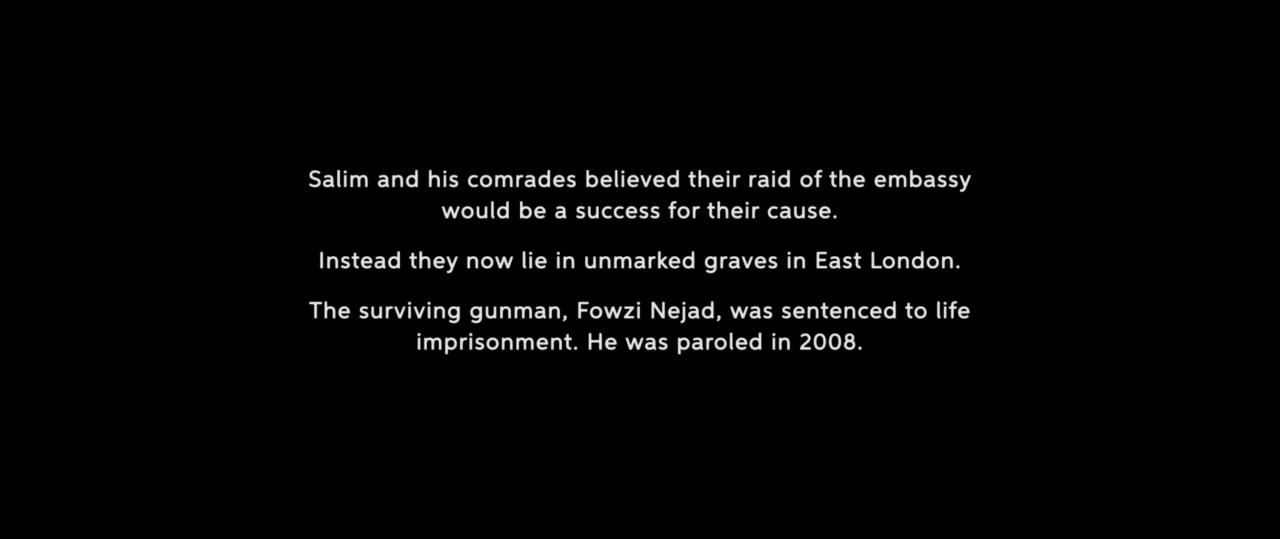 Salim and his comrades believed their raid of the embassy
would be a success for their cause.
Instead they now lie in unmarked graves in East London.
The surviving gunman, Fowzi Nejad, was sentenced to life
imprisonment. He was paroled in 2008.